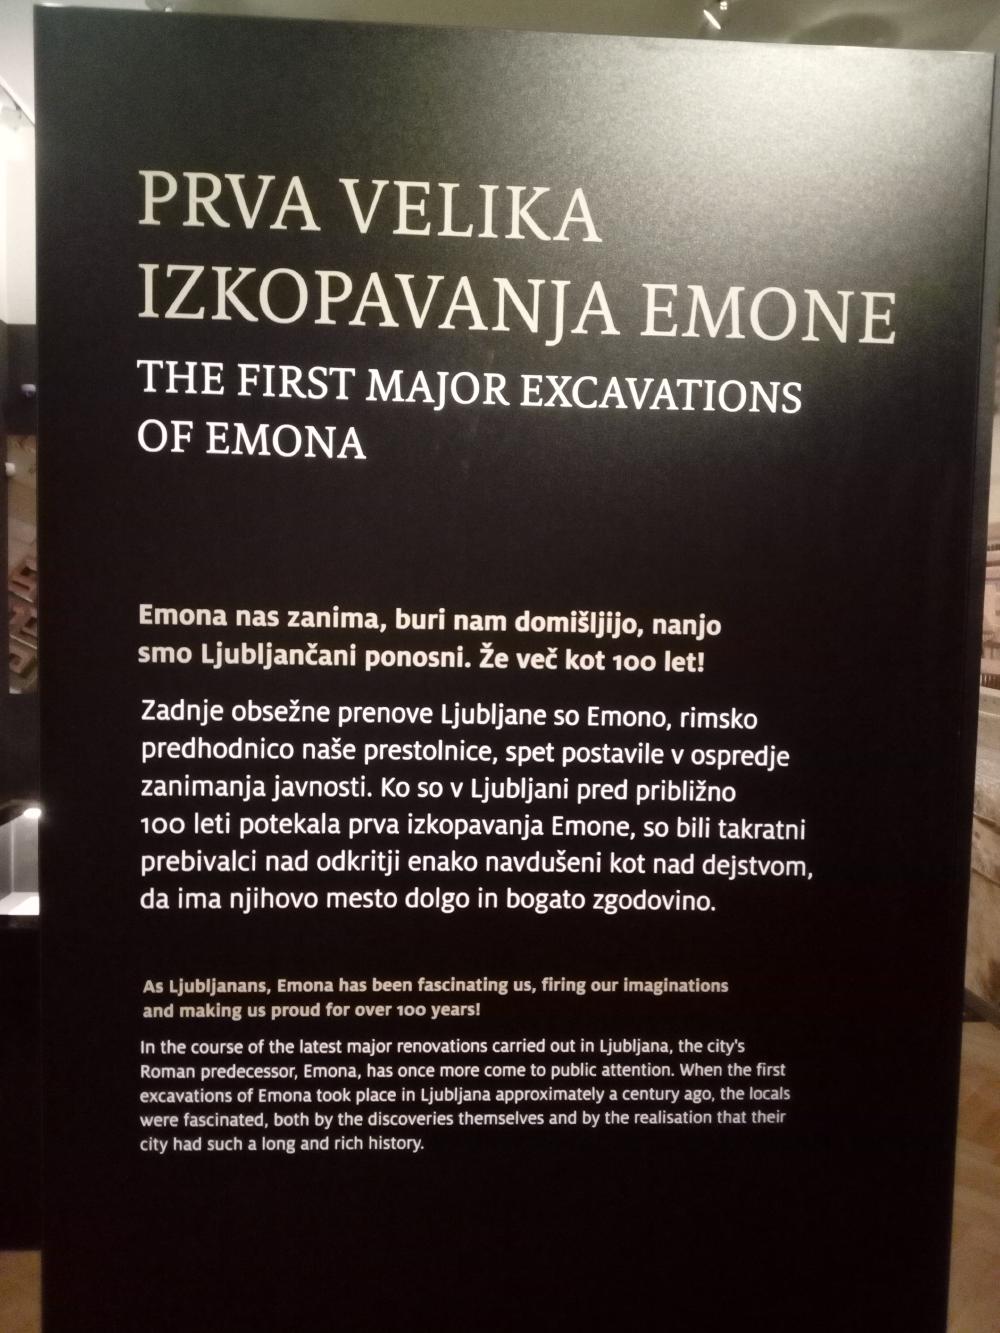 PRVA VELIKA
IZKOPAVANJA EMONE
THE FIRST MAJOR EXCAVATIONS
OF EMONA
Emona nas zanima, buri nam domišljijo, nanjo
smo Ljubljančani ponosni. Že več kot 100 let!
Zadnje obsežne prenove Ljubljane so Emono, rimsko
predhodnico naše prestolnice, spet postavile v ospredje
zanimanja javnosti. Ko so v Ljubljani pred približno
100 leti potekala prva izkopavanja Emone, so bili takratni
prebivalci nad odkritji enako navdušeni kot nad dejstvom,
da ima njihovo mesto dolgo in bogato zgodovino.
As Ljubljanans, Emona has been fascinating us, firing our imaginations
and making us proud for over 100 years!
In the course of the latest major renovations carried out in Ljubljana, the city's
Roman predecessor, Emona, has once more come to public attention. When the first
excavations of Emona took place in Ljubljana approximately a century ago, the locals
were fascinated, both by the discoveries themselves and by the realisation that their
city had such a long and rich history.